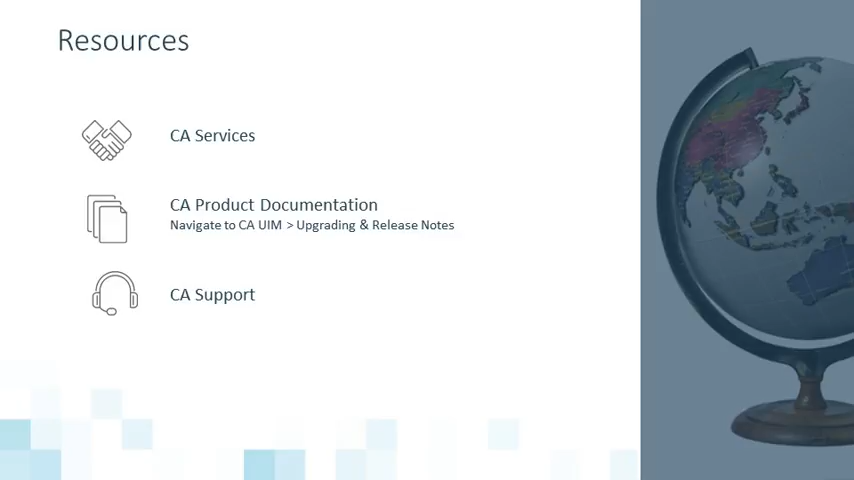 Resources
CA Services
CA Product Documentation
Navigate to CA UIM > Upgrading & Release Notes
CA Support